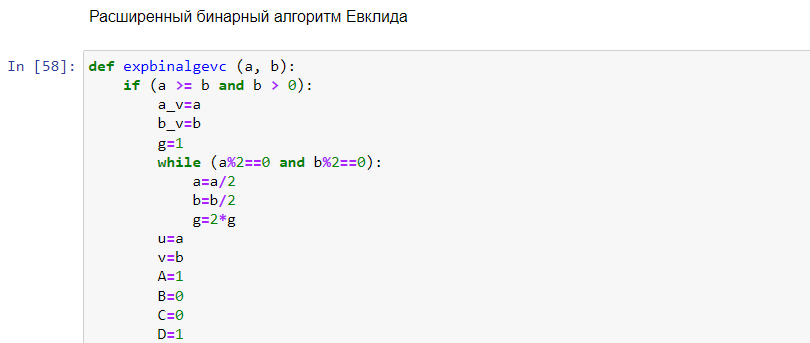 Расширенный бинарный алгоритм Евклида
In [58]: def expbinalgevc (a, b):
    if (a >= b and b > 0):
        a_v=a
        b_v=b
        g=1
        while (a%2==0 and b%2==0):
            a=a/2
            b=b/2
            g=2*g
        u=a
        v=b
        A=1
        B=0
        C=0
        D=1